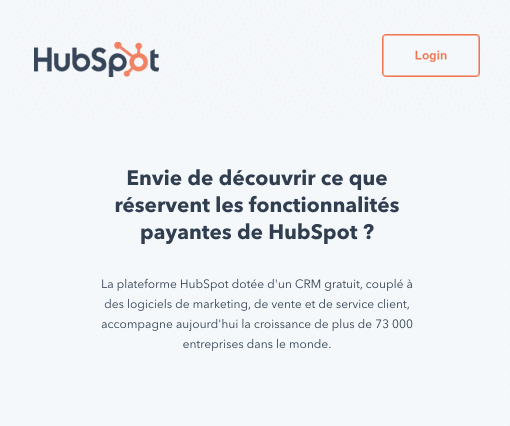 HubSpot
Login
Envie de découvrir ce que
réservent les fonctionnalités
payantes de HubSpot ?
La plateforme HubSpot dotée d'un CRM gratuit, couplé à
des logiciels de marketing, de vente et de service client,
accompagne aujourd'hui la croissance de plus de 73 000
entreprises dans le monde.